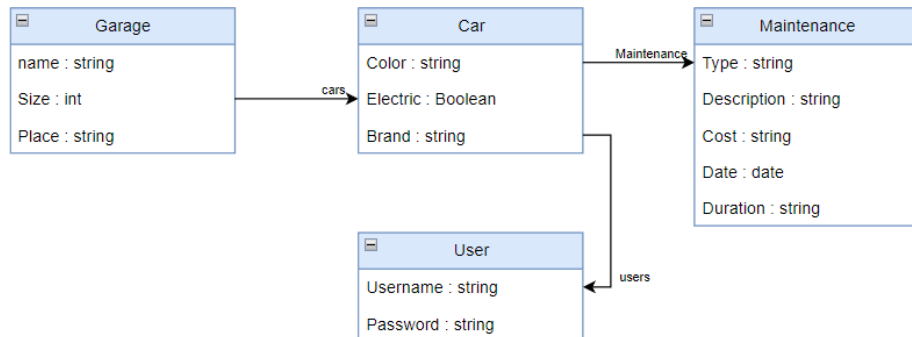 Garage
name : string
Size : int
Place : string
cars
Car
Color : string
Electric : Boolean
Brand : string
Maintenance
Maintenance
Type : string
Description : string
Cost : string
Date : date
Duration : string
users
User
Username : string
Password : string